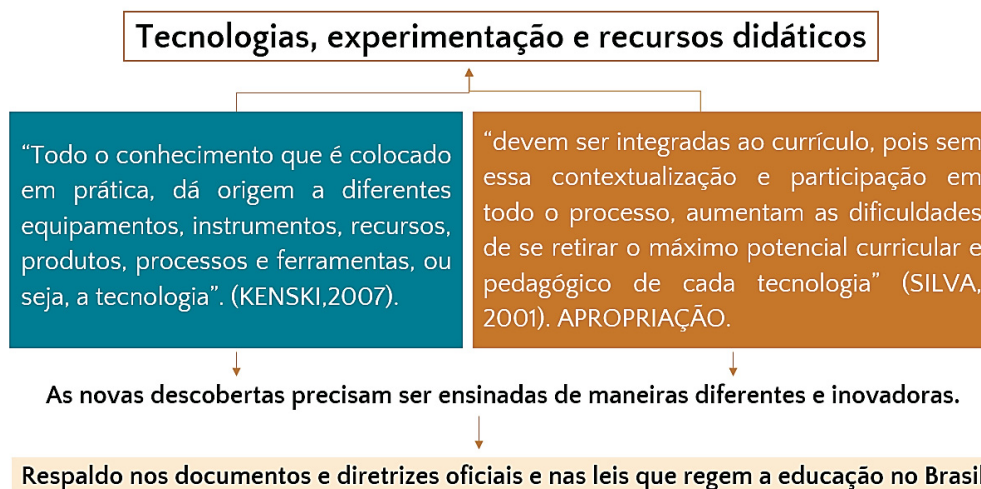 Tecnologias, experimentação e recursos didáticos
“Todo o conhecimento que é colocado
em prática, dá origem a diferentes
equipamentos, instrumentos, recursos,
produtos, processos e ferramentas, ou
seja, a tecnologia”. (KENSKI,2007).
“devem ser integradas ao currículo, pois sem
essa contextualização e participação em
todo o processo, aumentam as dificuldades
de se retirar o máximo potencial curricular e
pedagógico de cada tecnologia” (SILVA,
2001). APROPRIAÇÃO.
As novas descobertas precisam ser ensinadas de maneiras diferentes e inovadoras.
Respaldo nos documentos e diretrizes oficiais e nas leis que regem a educação no Brasil